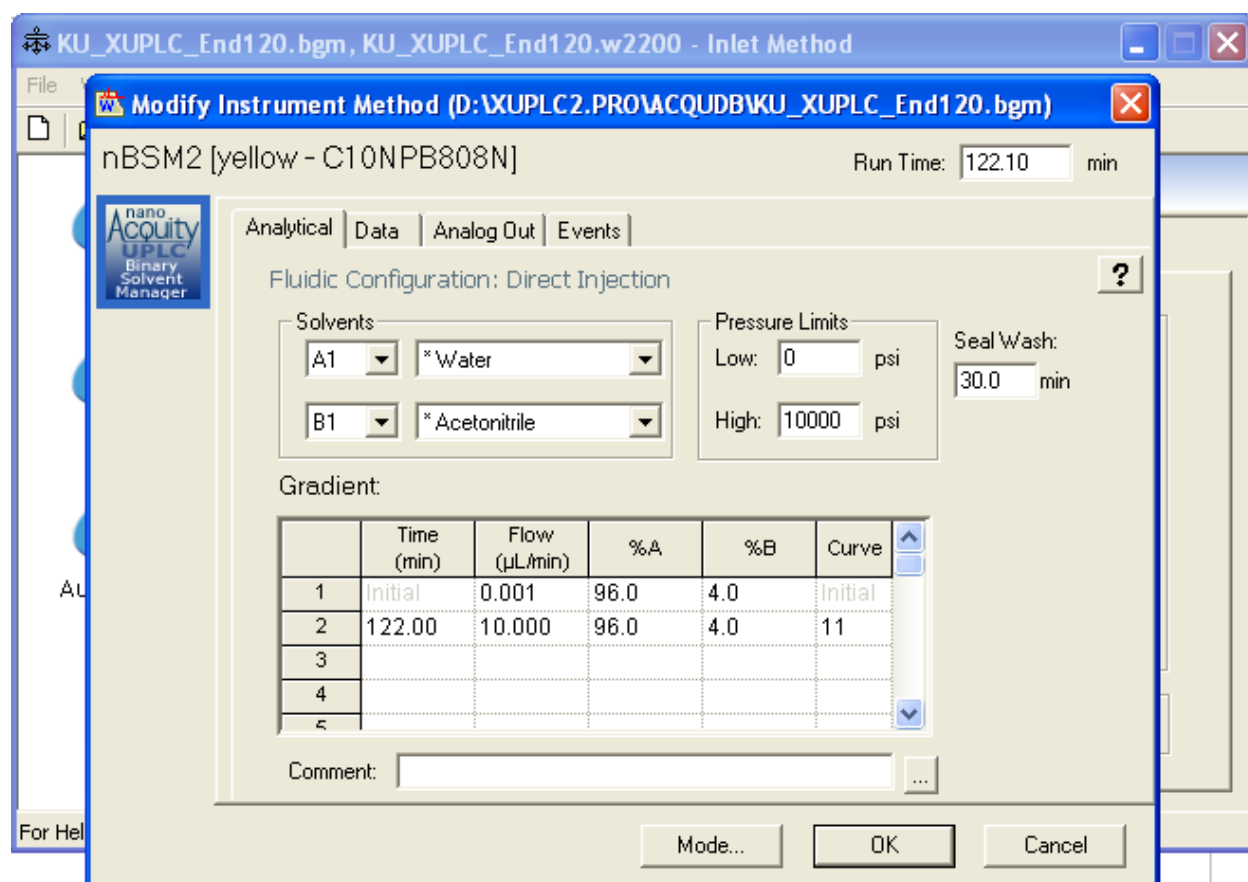 KU_XUPLC_End120.bgm, KU_XUPLC_End120.w2200 - Inlet Method
File
Modify Instrument Method (D:\XUPLC2.PRO\ACQUDB\KU_XUPLC_End120.bgm)
nBSM2 [yellow - C10NPB808N]
Run Time: 122.10 min
nano
Acquity
UPLC
Binary
Solvent
Manager
Analytical Data Analog Out Events
Fluidic Configuration: Direct Injection
?
Solvents
A1 * Water
B1 * Acetonitrile
Pressure Limits
Low: 0 psi
High: 10000 psi
Seal Wash:
30.0 min
Gradient:
Time (min) Flow (µL/min) %A %B Curve
1 Initial 0.001 96.0 4.0 Initial
2 122.00 10.000 96.0 4.0 11
3
4
5
Comment: ...
Au
For Hel
Mode... OK Cancel